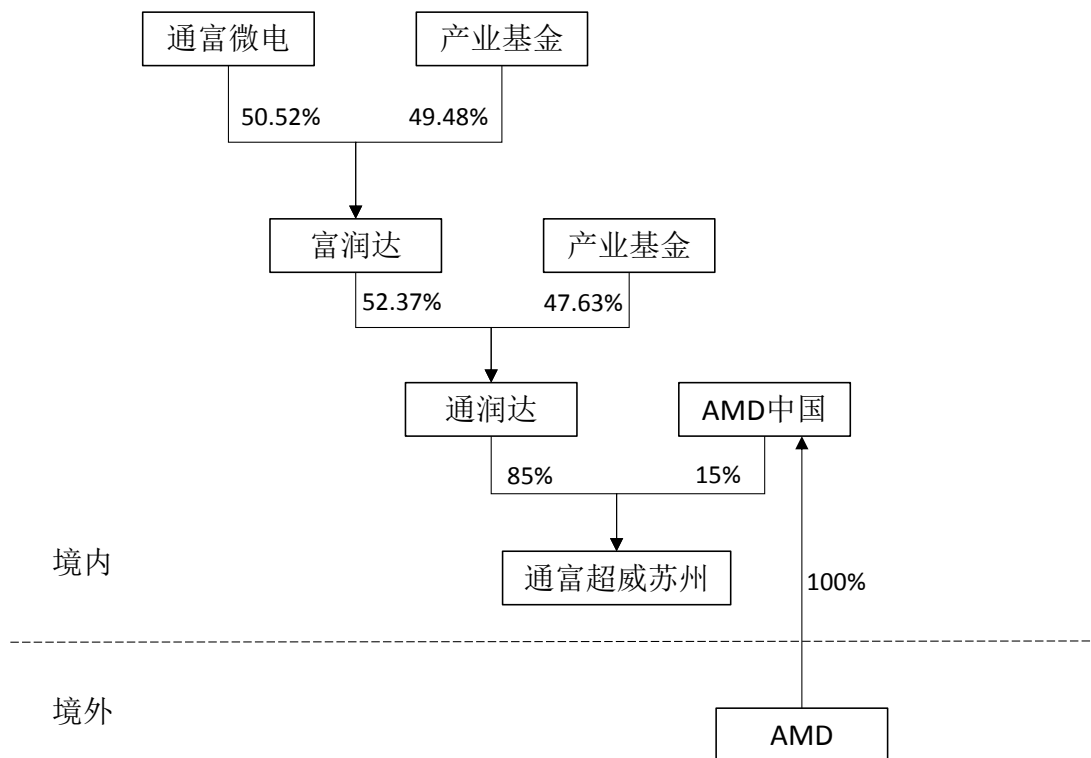 通富微电
产业基金
50.52%
49.48%
富润达
产业基金
52.37%
47.63%
通润达
AMD中国
85%
15%
境内
通富超威苏州
100%
境外
AMD